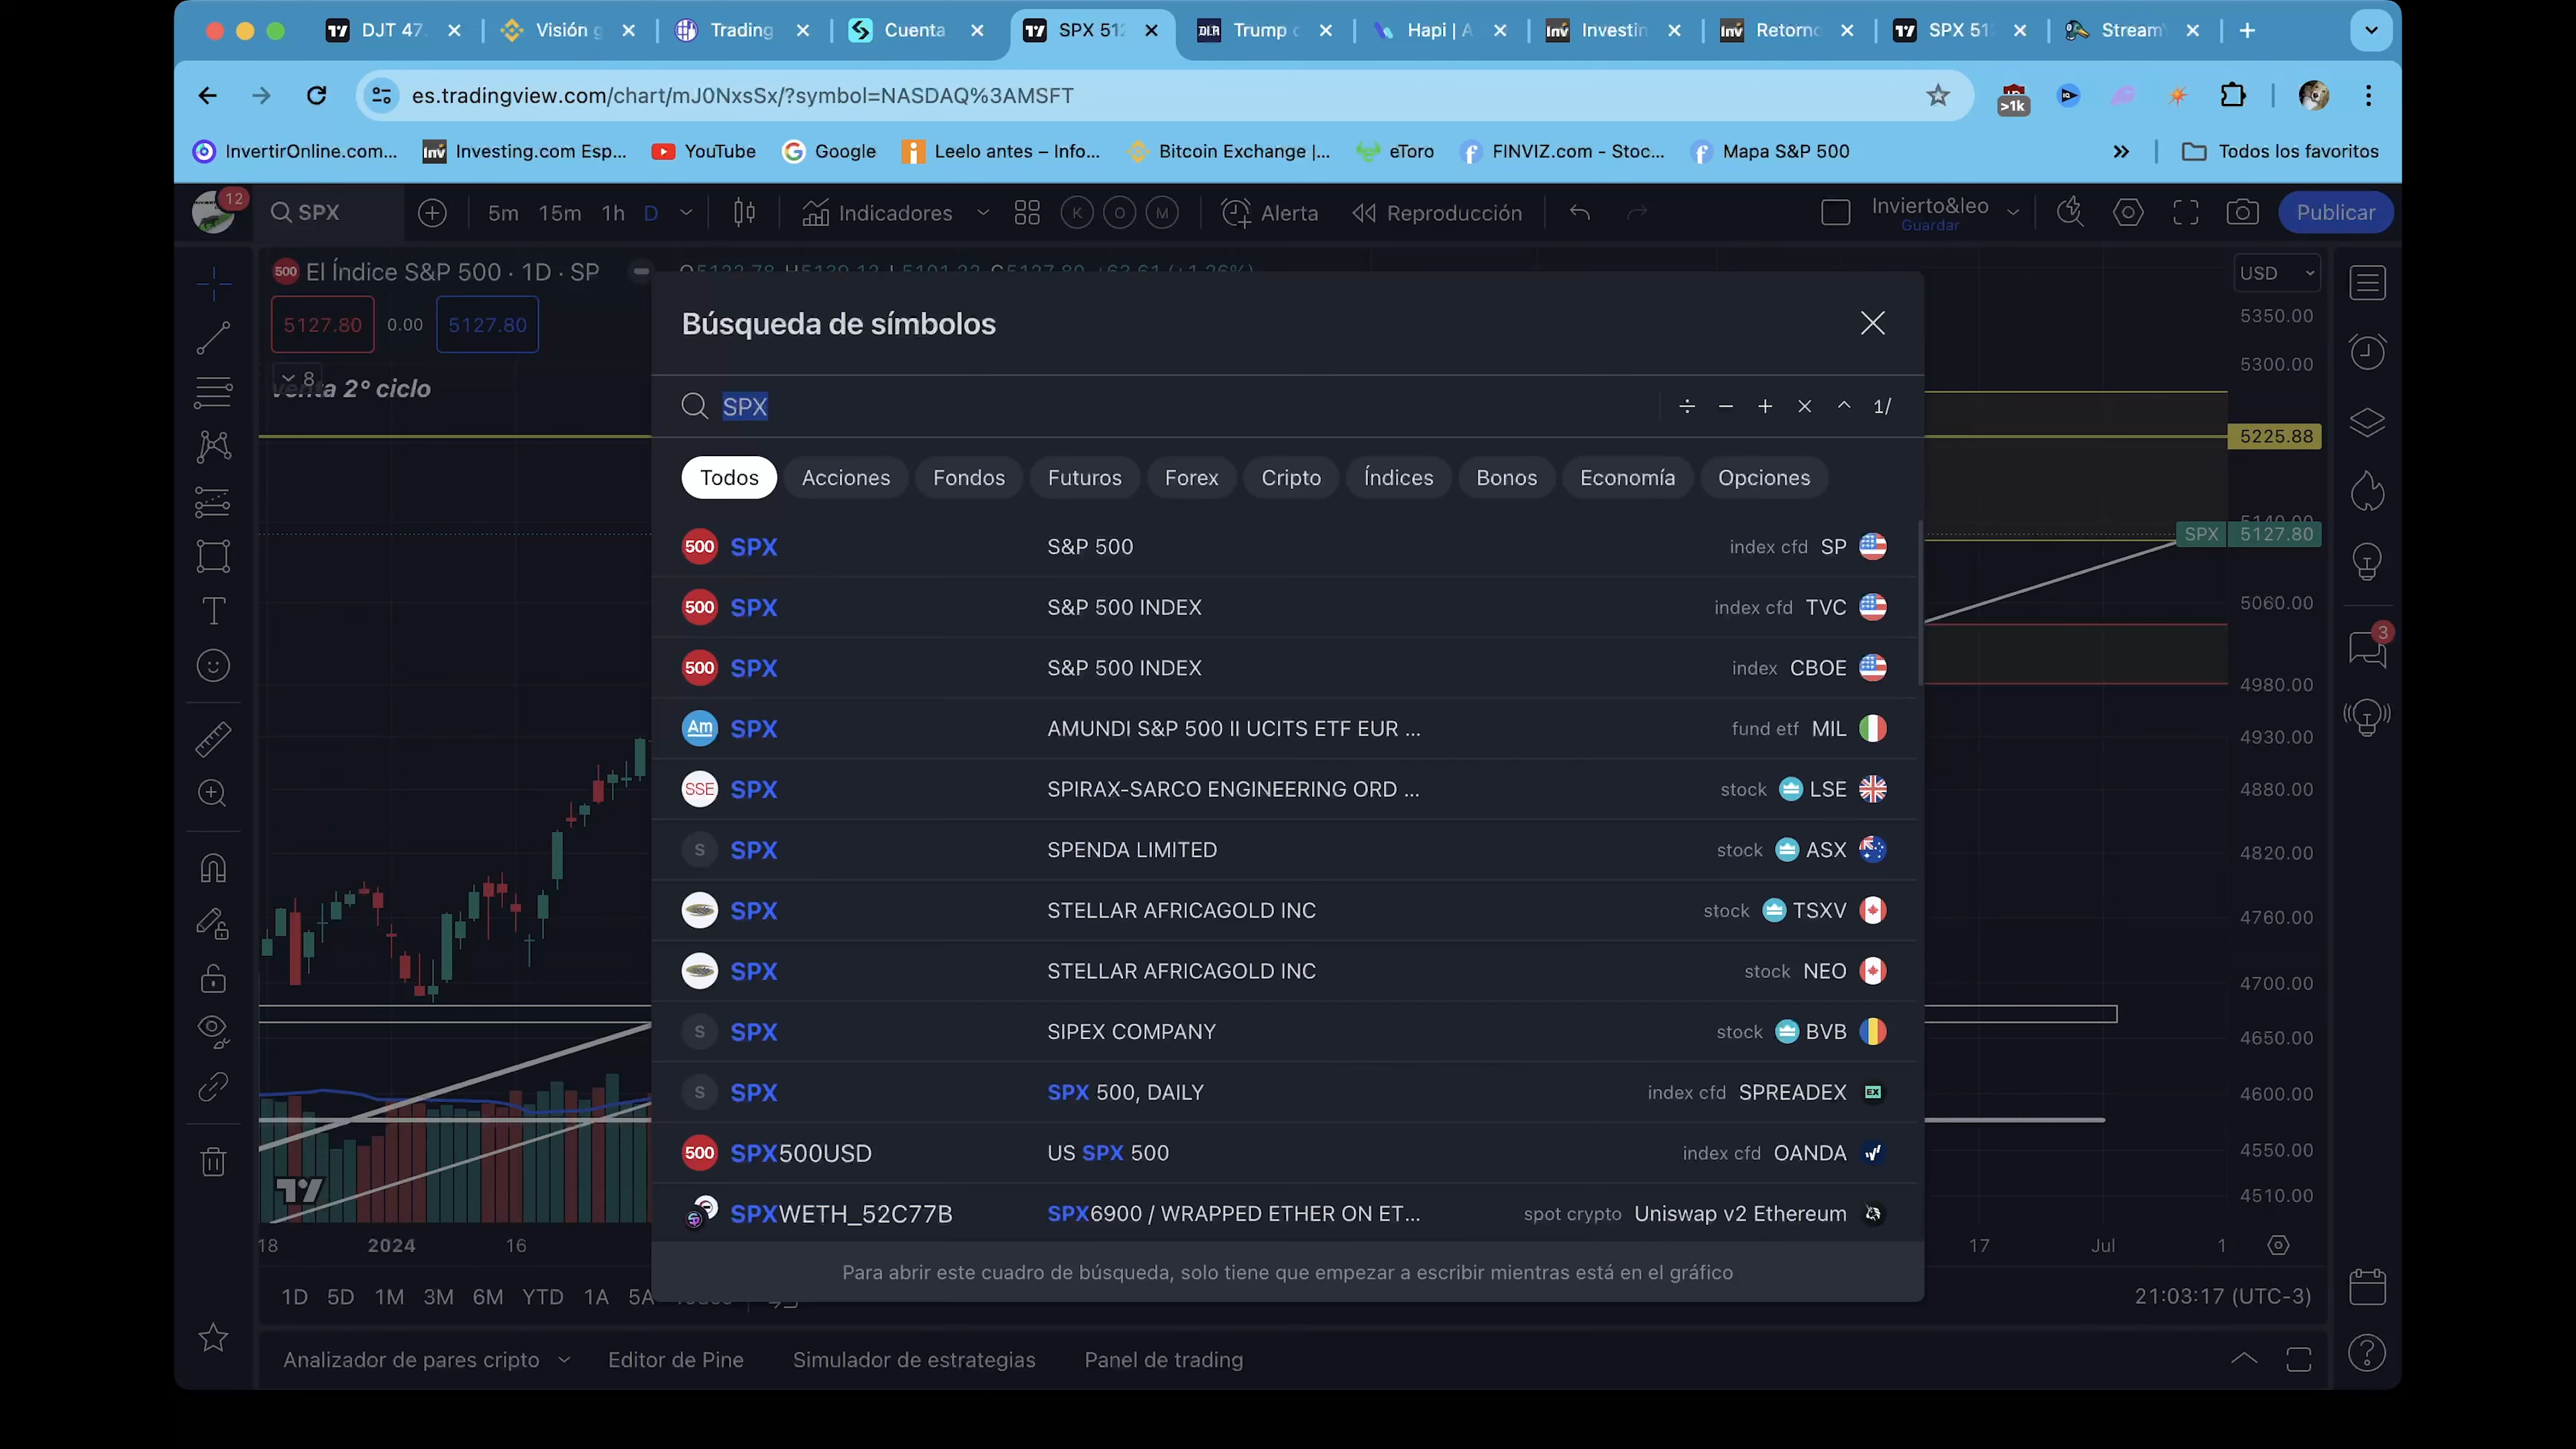 DJT 47.
Visión g
Trading
Cuenta
SPX 512
Trump c
Hapi | A
Investin
Retorno
SPX 51
Stream
es.tradingview.com/chart/mJ0NxsSx/?symbol=NASDAQ%3AMSFT
>1k
InvertirOnline.com...
Investing.com Esp...
YouTube
Google
Leelo antes – Info...
Bitcoin Exchange |...
eToro
FINVIZ.com - Stoc...
Mapa S&P 500
Todos los favoritos
12
SPX
5m 15m 1h D
Indicadores
K O M
Alerta
Reproducción
Invierto&leo
Guardar
Publicar
500 El Índice S&P 500 · 1D · SP
USD
5127.80 0.00 5127.80
8
venta 2° ciclo
Búsqueda de símbolos
SPX
÷ − + × ^ 1/
Todos Acciones Fondos Futuros Forex Cripto Índices Bonos Economía Opciones
500 SPX S&P 500 index cfd SP
500 SPX S&P 500 INDEX index cfd TVC
500 SPX S&P 500 INDEX index CBOE
Am SPX AMUNDI S&P 500 II UCITS ETF EUR ... fund etf MIL
SSE SPX SPIRAX-SARCO ENGINEERING ORD ... stock LSE
S SPX SPENDA LIMITED stock ASX
SPX STELLAR AFRICAGOLD INC stock TSXV
SPX STELLAR AFRICAGOLD INC stock NEO
S SPX SIPEX COMPANY stock BVB
S SPX SPX 500, DAILY index cfd SPREADEX
500 SPX500USD US SPX 500 index cfd OANDA
SPXWETH_52C77B SPX6900 / WRAPPED ETHER ON ET... spot crypto Uniswap v2 Ethereum
Para abrir este cuadro de búsqueda, solo tiene que empezar a escribir mientras está en el gráfico
5350.00
5300.00
5225.88
SPX 5127.80
5060.00
4980.00
4930.00
4880.00
4820.00
4760.00
4700.00
4650.00
4600.00
4550.00
4510.00
3
18 2024 16 17 Jul 1
1D 5D 1M 3M 6M YTD 1A 5A
21:03:17 (UTC-3)
Analizador de pares cripto
Editor de Pine
Simulador de estrategias
Panel de trading